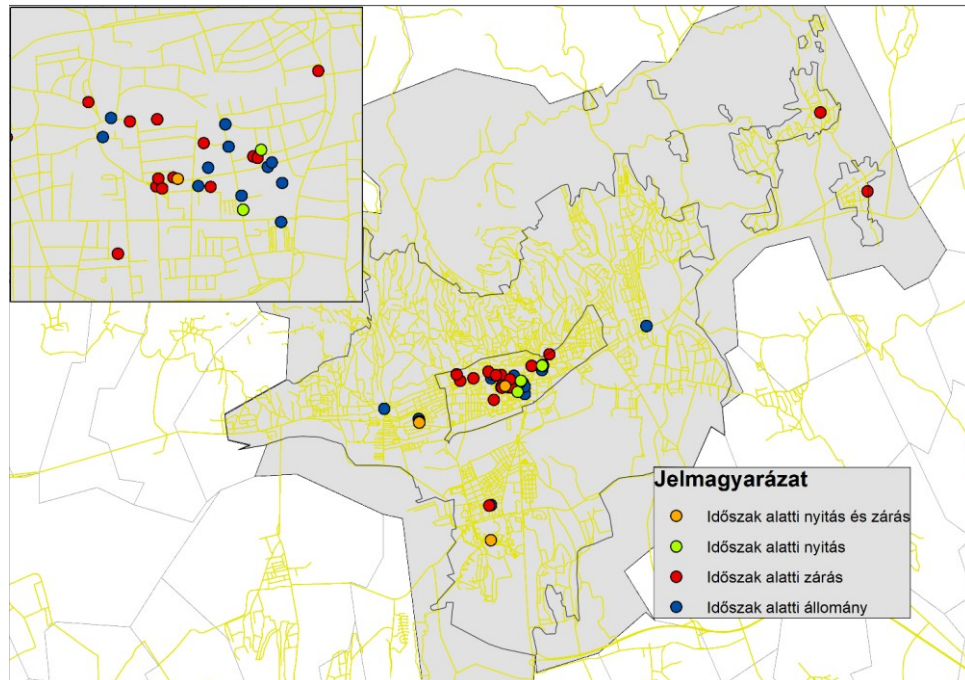 Jelmagyarázat
Időszak alatti nyitás és zárás
Időszak alatti nyitás
Időszak alatti zárás
Időszak alatti állomány